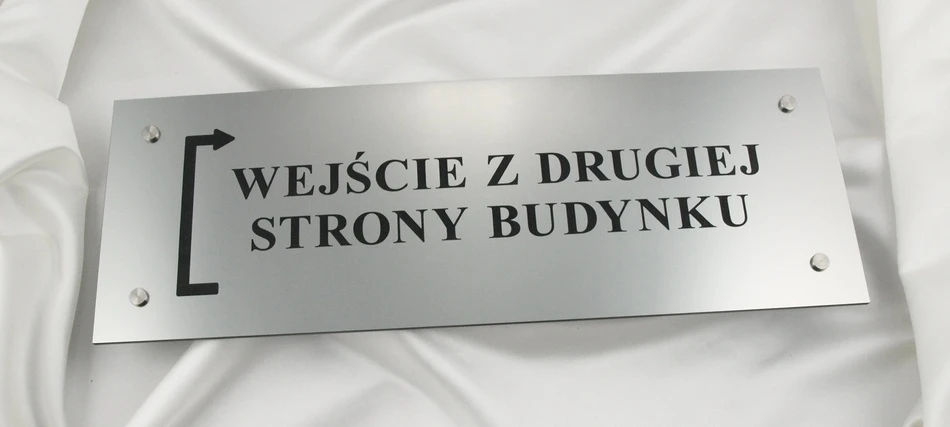 WEJŚCIE Z DRUGIEJ
STRONY BUDYNKU